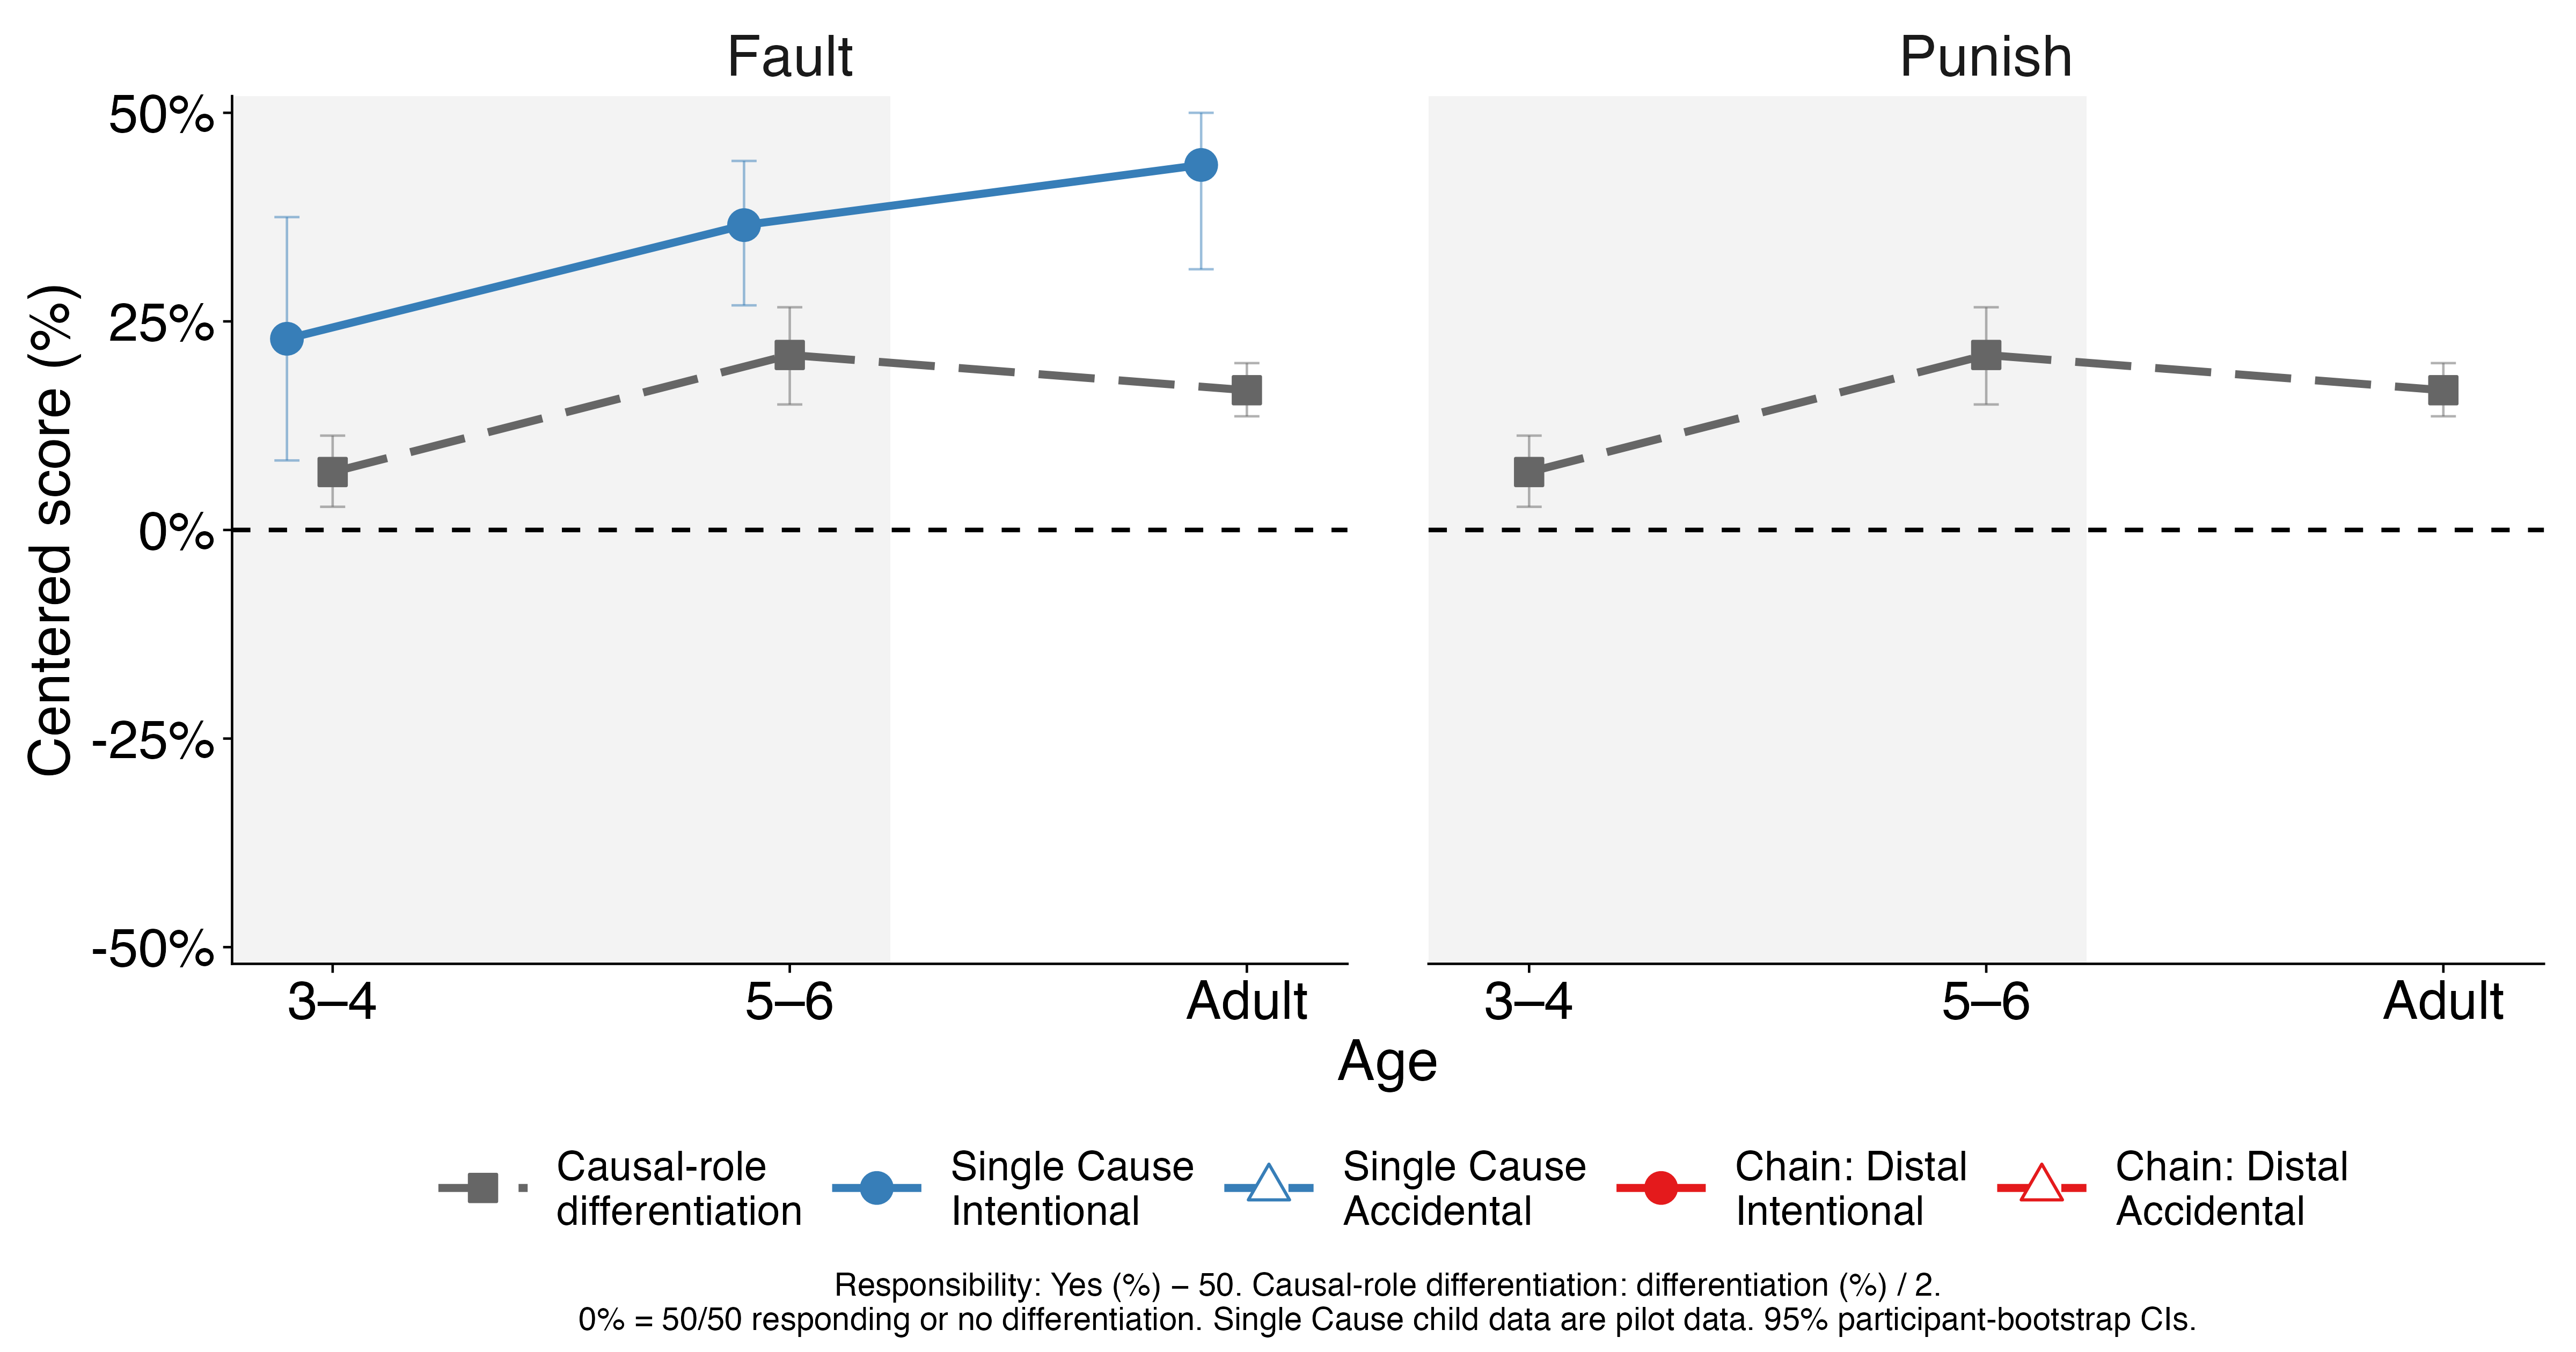 Fault
Punish
50%
25%
0%
-25%
-50%
Centered score (%)
3–4
5–6
Adult
3–4
5–6
Adult
Age
Causal-role
differentiation
Single Cause
Intentional
Single Cause
Accidental
Chain: Distal
Intentional
Chain: Distal
Accidental
Responsibility: Yes (%) − 50. Causal-role differentiation: differentiation (%) / 2.
0% = 50/50 responding or no differentiation. Single Cause child data are pilot data. 95% participant-bootstrap CIs.